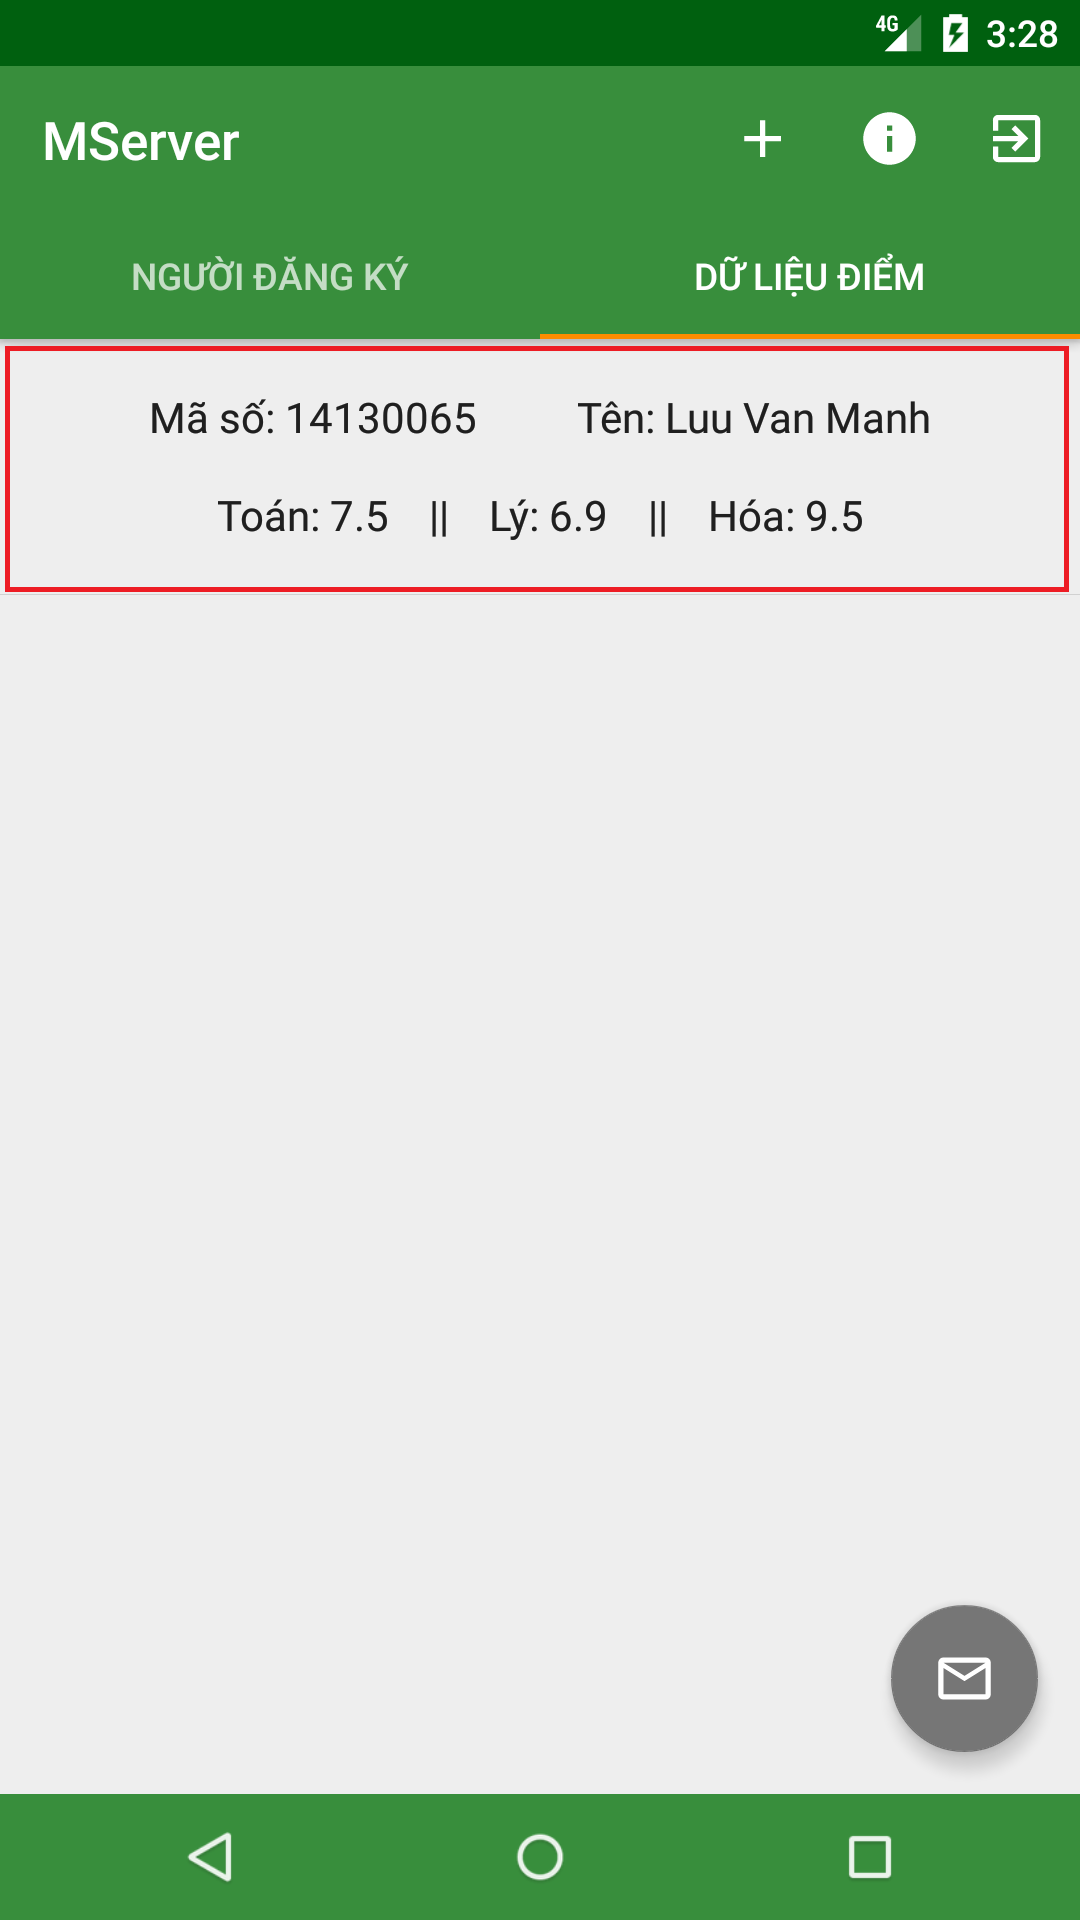 4G 3:28
MServer
NGƯỜI ĐĂNG KÝ DỮ LIỆU ĐIỂM
Mã số: 14130065 Tên: Luu Van Manh
Toán: 7.5 || Lý: 6.9 || Hóa: 9.5